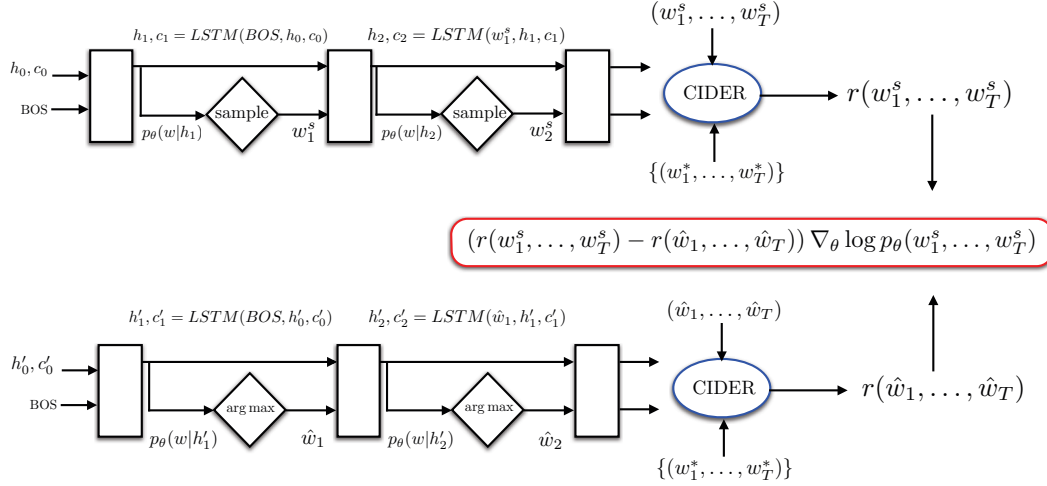 (w_1^s, . . . , w_T^s)
h_1, c_1 = LSTM(BOS, h_0, c_0)
h_2, c_2 = LSTM(w_1^s, h_1, c_1)
h_0, c_0
BOS
sample
sample
CIDER
r(w_1^s, . . . , w_T^s)
p_θ(w|h_1)
w_1^s
p_θ(w|h_2)
w_2^s
{(w_1^*, . . . , w_T^*)}
(r(w_1^s, . . . , w_T^s) − r(ŵ_1, . . . , ŵ_T)) ∇_θ log p_θ(w_1^s, . . . , w_T^s)
(ŵ_1, . . . , ŵ_T)
h'_1, c'_1 = LSTM(BOS, h'_0, c'_0)
h'_2, c'_2 = LSTM(ŵ_1, h'_1, c'_1)
h'_0, c'_0
BOS
arg max
arg max
CIDER
r(ŵ_1, . . . , ŵ_T)
p_θ(w|h'_1)
ŵ_1
p_θ(w|h'_2)
ŵ_2
{(w_1^*, . . . , w_T^*)}